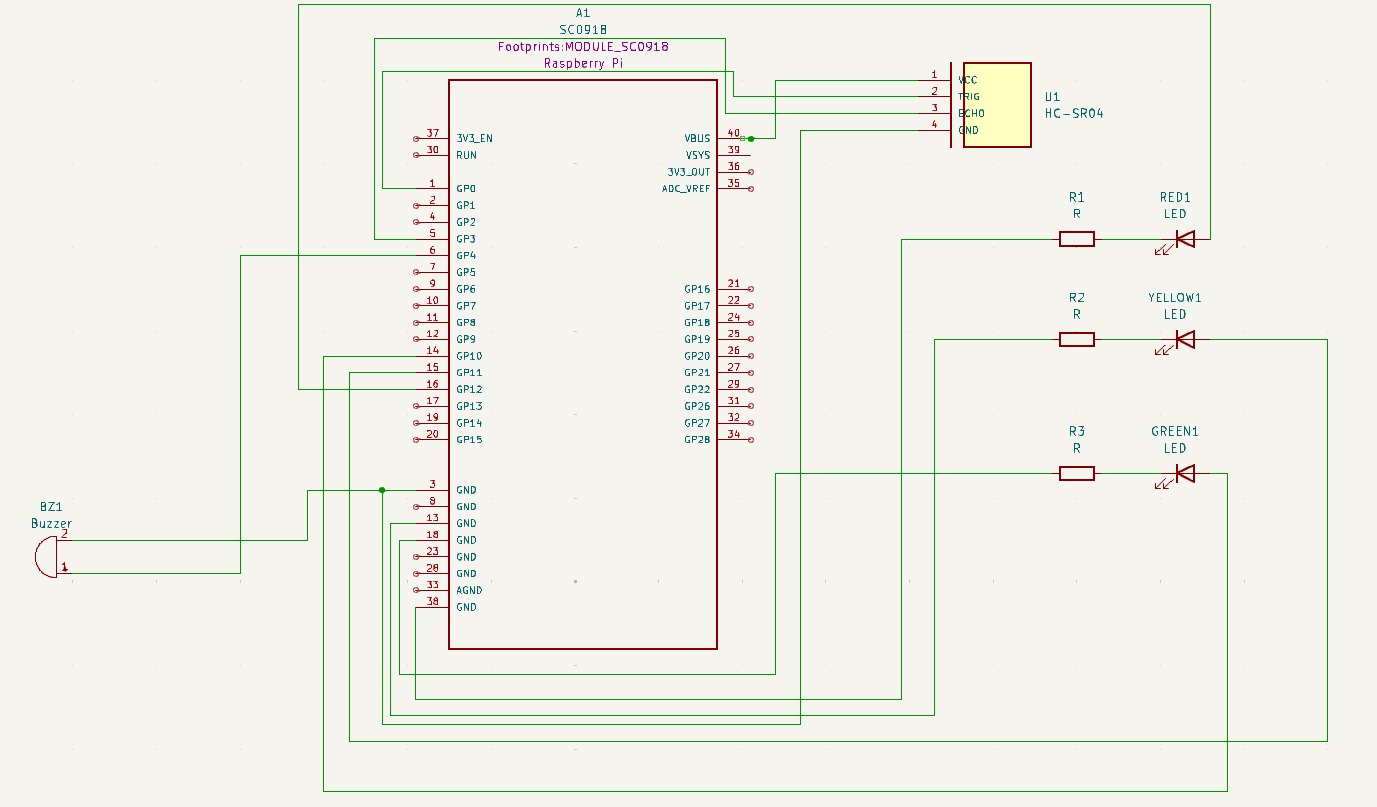 A1
SC0918
Footprints:MODULE_SC0918
Raspberry Pi
37 3V3_EN
30 RUN
1 GP0
2 GP1
4 GP2
5 GP3
6 GP4
7 GP5
9 GP6
10 GP7
11 GP8
12 GP9
14 GP10
15 GP11
16 GP12
17 GP13
19 GP14
20 GP15
3 GND
8 GND
13 GND
18 GND
23 GND
28 GND
33 AGND
38 GND
VBUS 40
VSYS 39
3V3_OUT 36
ADC_VREF 35
GP16 21
GP17 22
GP18 24
GP19 25
GP20 26
GP21 27
GP22 29
GP26 31
GP27 32
GP28 34
1 VCC
2 TRIG
3 ECHO
4 GND
U1
HC-SR04
R1
R
RED1
LED
R2
R
YELLOW1
LED
R3
R
GREEN1
LED
BZ1
Buzzer
2
1